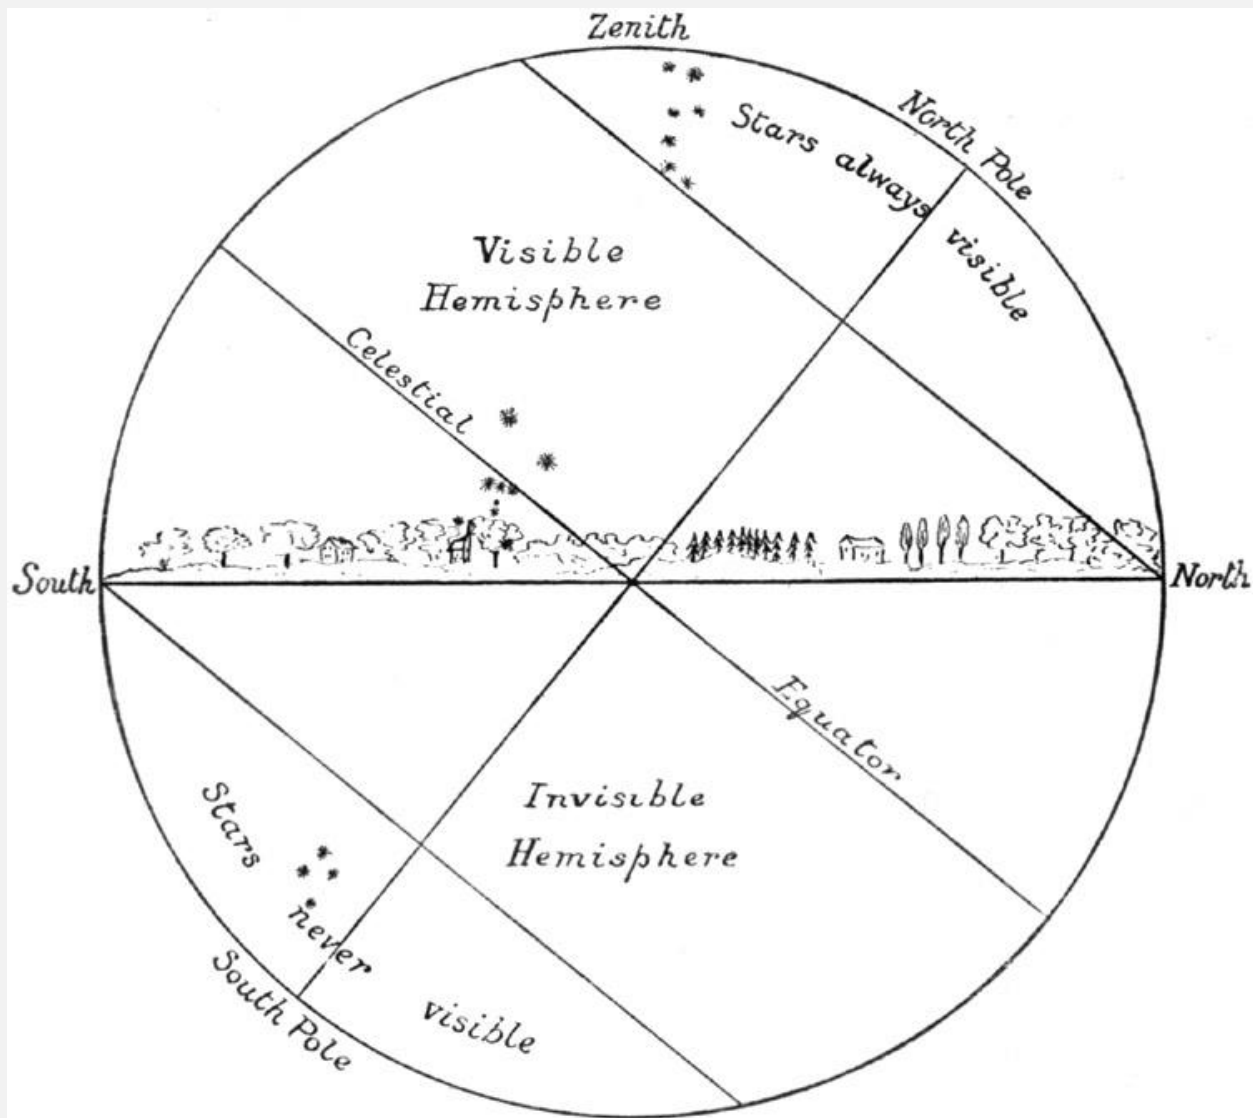 Zenith
North Pole
Stars always
visible
Visible
Hemisphere
Celestial
South
North
Equator
Invisible
Hemisphere
Stars
never
visible
South Pole